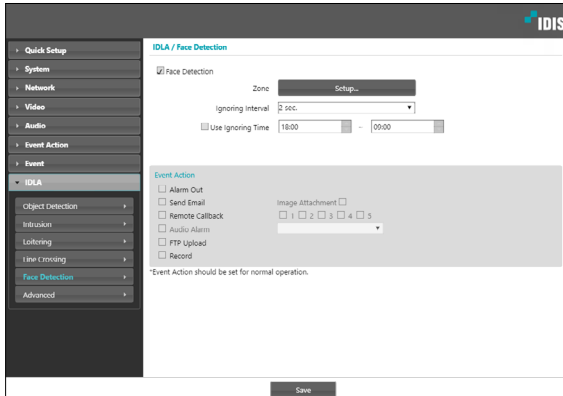 IDIS
Quick Setup
System
Network
Video
Audio
Event Action
Event
IDLA
Object Detection
Intrusion
Loitering
Line Crossing
Face Detection
Advanced
IDLA / Face Detection
Face Detection
Zone Setup...
Ignoring Interval 2 sec.
Use Ignoring Time 18:00 ~ 09:00
Event Action
Alarm Out
Send Email Image Attachment
Remote Callback 1 2 3 4 5
Audio Alarm
FTP Upload
Record
*Event Action should be set for normal operation.
Save